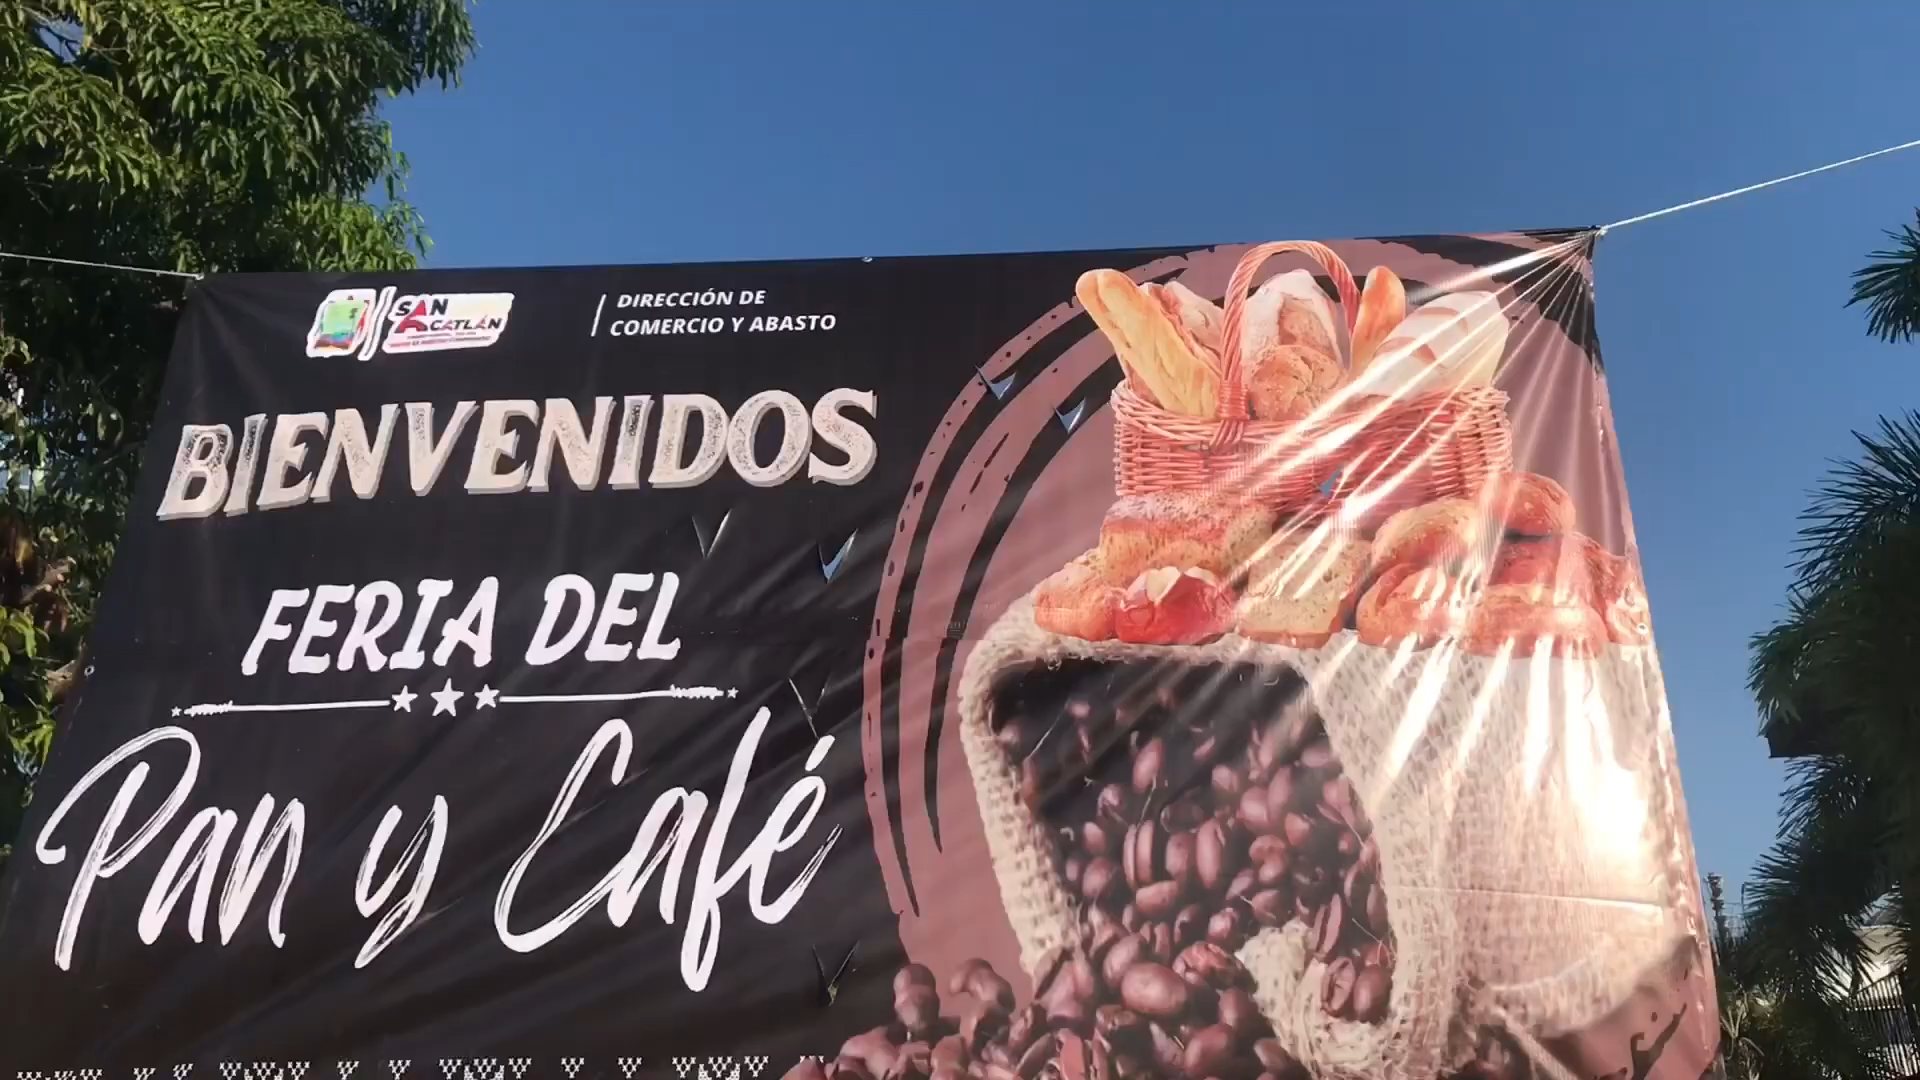 SAN
ACATLÁN
DIRECCIÓN DE
COMERCIO Y ABASTO
BIENVENIDOS
FERIA DEL
Pan y Café